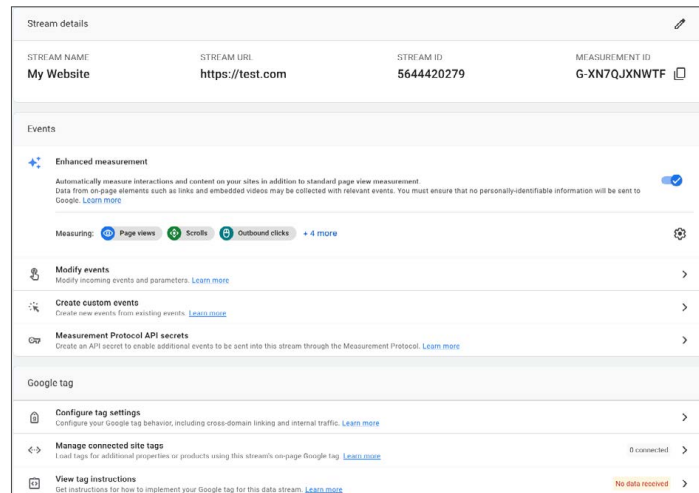 Stream details
STREAM NAME
STREAM URL
STREAM ID
MEASUREMENT ID
My Website
https://test.com
5644420279
G-XN7QJXNWTF
Events
Enhanced measurement
Automatically measure interactions and content on your sites in addition to standard page view measurement.
Data from on-page elements such as links and embedded videos may be collected with relevant events. You must ensure that no personally-identifiable information will be sent to
Google. Learn more
Measuring: Page views Scrolls Outbound clicks + 4 more
Modify events
Modify incoming events and parameters. Learn more
Create custom events
Create new events from existing events. Learn more
Measurement Protocol API secrets
Create an API secret to enable additional events to be sent into this stream through the Measurement Protocol. Learn more
Google tag
Configure tag settings
Configure your Google tag behavior, including cross-domain linking and internal traffic. Learn more
Manage connected site tags
Load tags for additional properties or products using this stream's on-page Google tag. Learn more
0 connected
View tag instructions
Get instructions for how to implement your Google tag for this data stream. Learn more
No data received